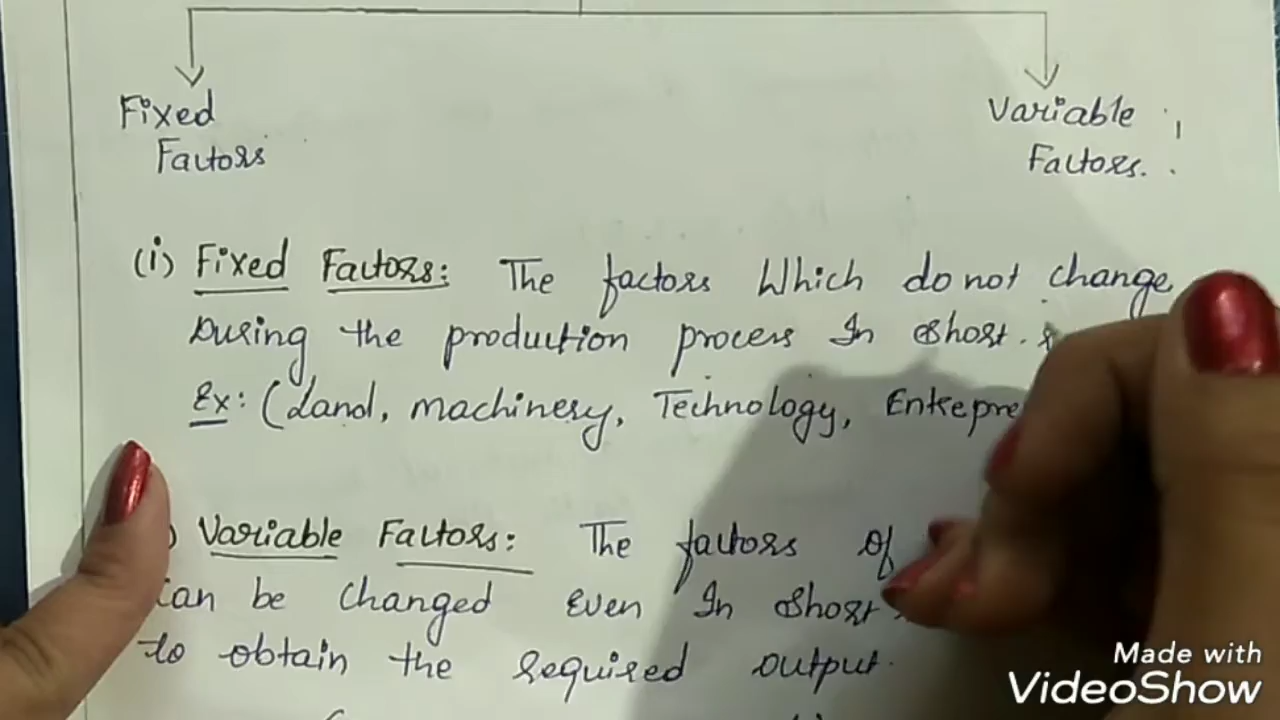 Fixed
Factors
Variable
Factors.
(i) Fixed Factors: The factors Which do not change
During the production process In short.
Ex: (Land, machinery, Technology, Entrepre
Variable Factors: The factors of
can be changed Even In short
to obtain the required output.
Made with
VideoShow